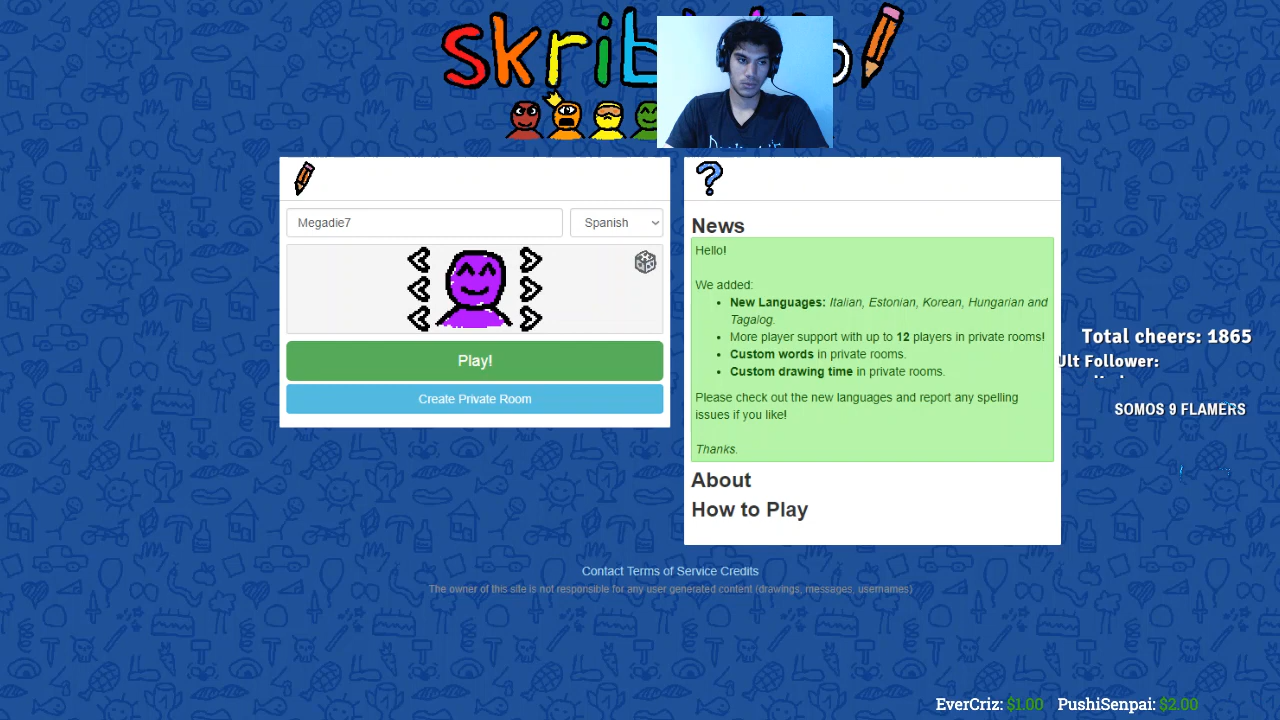 Megadie7
Spanish
Play!
Create Private Room
News
Hello!
We added:
New Languages: Italian, Estonian, Korean, Hungarian and
Tagalog.
More player support with up to 12 players in private rooms!
Custom words in private rooms.
Custom drawing time in private rooms.
Please check out the new languages and report any spelling
issues if you like!
Thanks.
About
How to Play
Total cheers: 1865
Ult Follower:
SOMOS 9 FLAMERS
Contact Terms of Service Credits
The owner of this site is not responsible for any user generated content (drawings, messages, usernames)
EverCriz: $1.00 PushiSenpai: $2.00